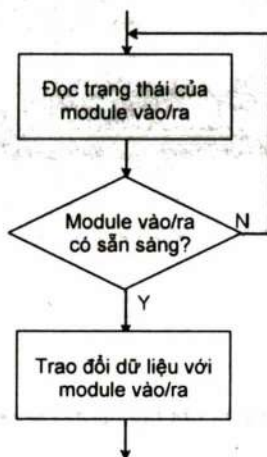 Đọc trạng thái của
module vào/ra
Module vào/ra
có sẵn sàng?
N
Y
Trao đổi dữ liệu với
module vào/ra